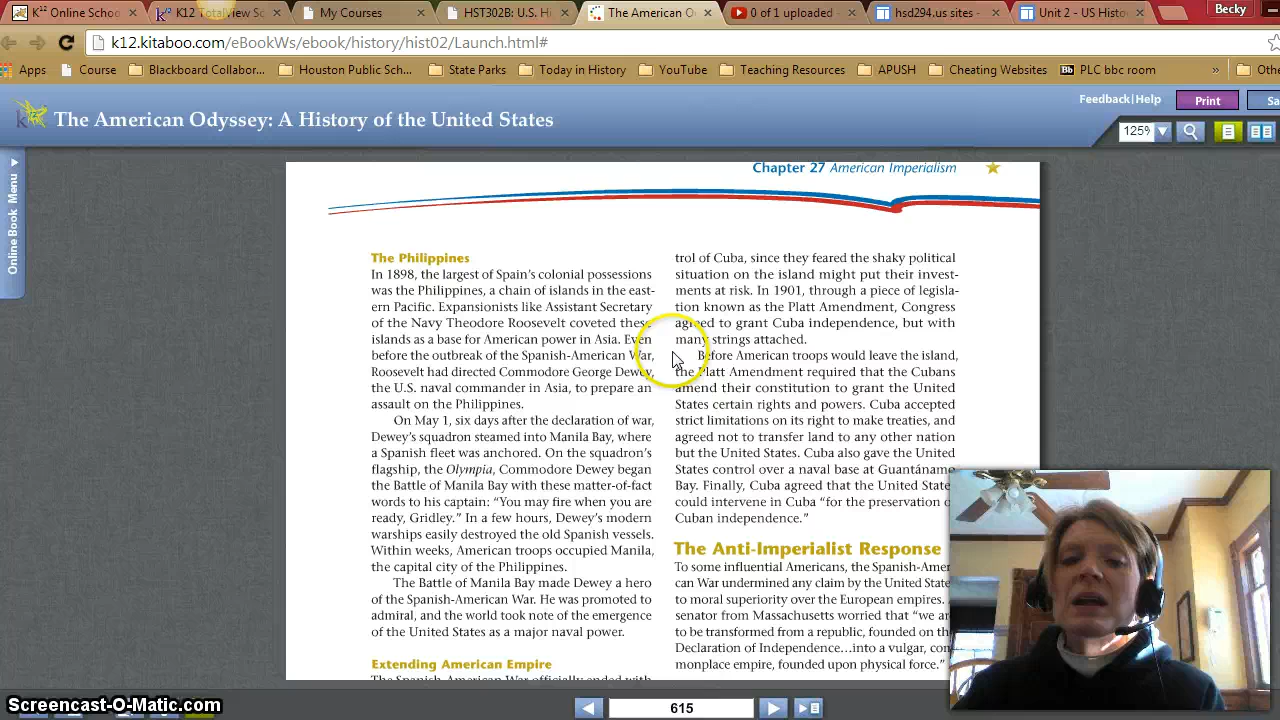 K12 Online Schoo
K12 TotalView Sc
My Courses
HST302B: U.S. Hi
The American O
0 of 1 uploaded -
hsd294,us sites -
Unit 2 - US Histo
Becky
k12.kitaboo.com/eBookWs/ebook/history/hist02/Launch.html#
Apps
Course
Blackboard Collabor...
Houston Public Sch...
State Parks
Today in History
YouTube
Teaching Resources
APUSH
Cheating Websites
Bb PLC bbc room
»
Othe
Feedback|Help
Print
Sa
The American Odyssey: A History of the United States
125%
Online Book Menu
Chapter 27 American Imperialism
The Philippines
In 1898, the largest of Spain's colonial possessions
was the Philippines, a chain of islands in the east-
ern Pacific. Expansionists like Assistant Secretary
of the Navy Theodore Roosevelt coveted these
islands as a base for American power in Asia. Even
before the outbreak of the Spanish-American War,
Roosevelt had directed Commodore George Dewey,
the U.S. naval commander in Asia, to prepare an
assault on the Philippines.
On May 1, six days after the declaration of war,
Dewey's squadron steamed into Manila Bay, where
a Spanish fleet was anchored. On the squadron's
flagship, the Olympia, Commodore Dewey began
the Battle of Manila Bay with these matter-of-fact
words to his captain: "You may fire when you are
ready, Gridley." In a few hours, Dewey's modern
warships easily destroyed the old Spanish vessels.
Within weeks, American troops occupied Manila,
the capital city of the Philippines.
The Battle of Manila Bay made Dewey a hero
of the Spanish-American War. He was promoted to
admiral, and the world took note of the emergence
of the United States as a major naval power.
Extending American Empire
The Spanish-American War officially ended with
trol of Cuba, since they feared the shaky political
situation on the island might put their invest-
ments at risk. In 1901, through a piece of legisla-
tion known as the Platt Amendment, Congress
agreed to grant Cuba independence, but with
many strings attached.
Before American troops would leave the island,
the Platt Amendment required that the Cubans
amend their constitution to grant the United
States certain rights and powers. Cuba accepted
strict limitations on its right to make treaties, and
agreed not to transfer land to any other nation
but the United States. Cuba also gave the United
States control over a naval base at Guantánamo
Bay. Finally, Cuba agreed that the United State
could intervene in Cuba "for the preservation o
Cuban independence."
The Anti-Imperialist Response
To some influential Americans, the Spanish-Amer
can War undermined any claim by the United State
to moral superiority over the European empires.
senator from Massachusetts worried that "we ar
to be transformed from a republic, founded on th
Declaration of Independence…into a vulgar, com
monplace empire, founded upon physical force."
615
Screencast-O-Matic.com